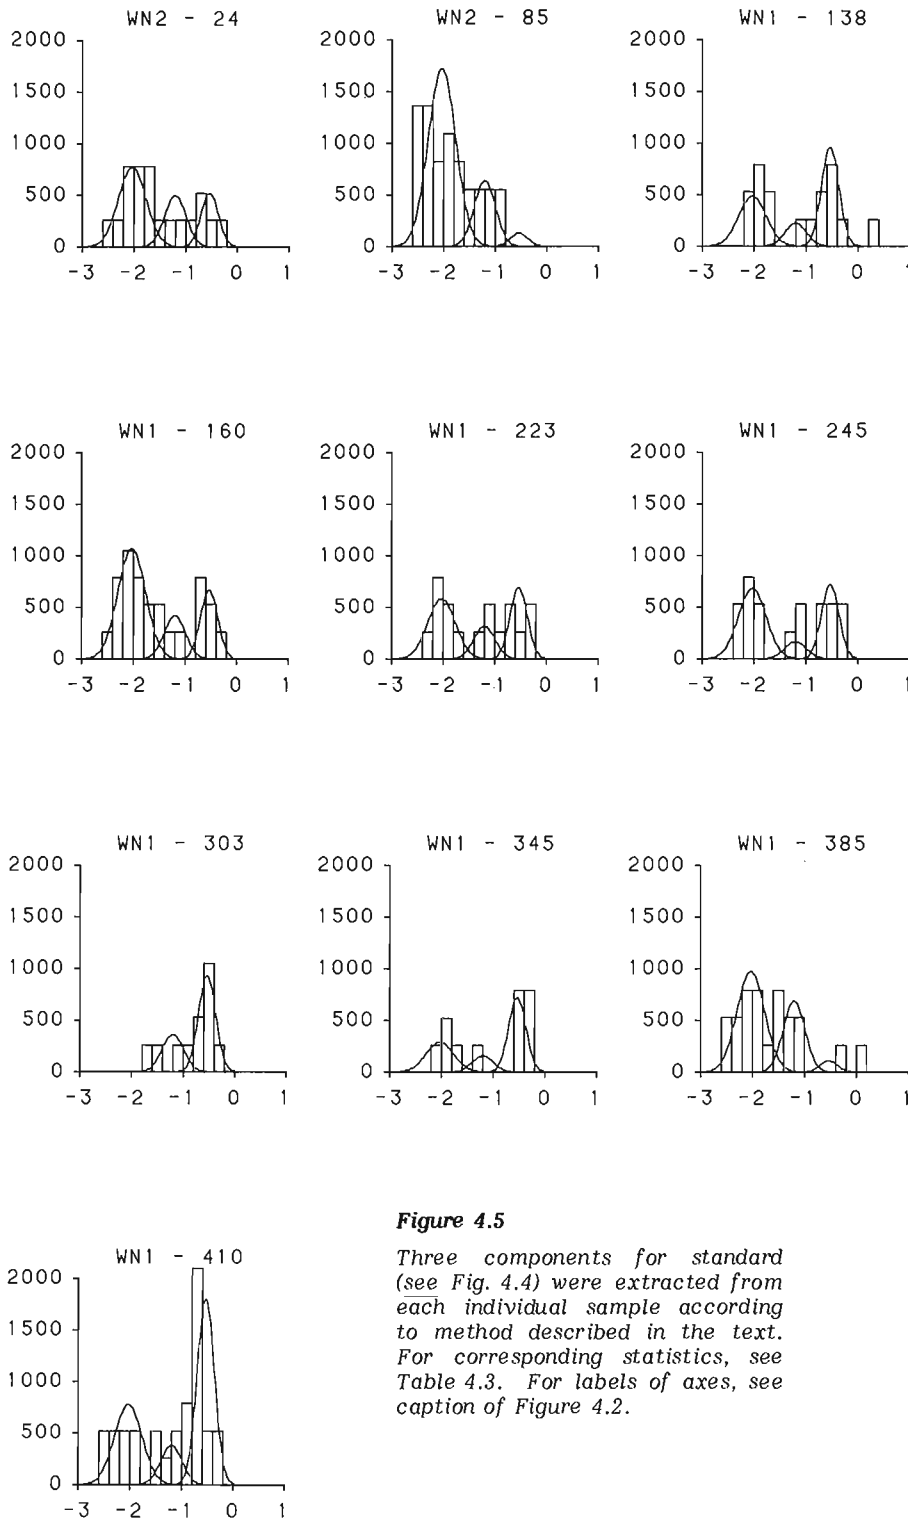 WN2 - 24
2000
1500
1000
500
0
-3 -2 -1 0 1
WN2 - 85
2000
1500
1000
500
0
-3 -2 -1 0 1
WN1 - 138
2000
1500
1000
500
0
-3 -2 -1 0 1
WN1 - 160
2000
1500
1000
500
0
-3 -2 -1 0 1
WN1 - 223
2000
1500
1000
500
0
-3 -2 -1 0 1
WN1 - 245
2000
1500
1000
500
0
-3 -2 -1 0 1
WN1 - 303
2000
1500
1000
500
0
-3 -2 -1 0 1
WN1 - 345
2000
1500
1000
500
0
-3 -2 -1 0 1
WN1 - 385
2000
1500
1000
500
0
-3 -2 -1 0 1
WN1 - 410
2000
1500
1000
500
0
-3 -2 -1 0 1
Figure 4.5
Three components for standard
(see Fig. 4.4) were extracted from
each individual sample according
to method described in the text.
For corresponding statistics, see
Table 4.3. For labels of axes, see
caption of Figure 4.2.